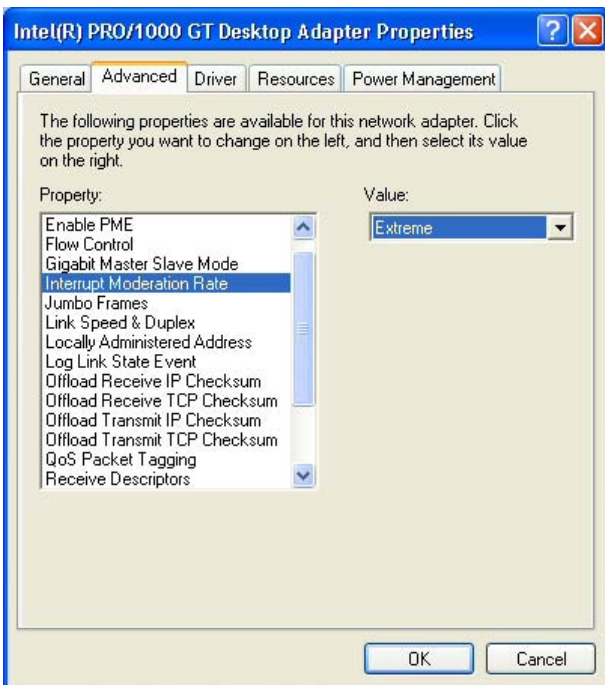 Intel(R) PRO/1000 GT Desktop Adapter Properties
General Advanced Driver Resources Power Management
The following properties are available for this network adapter. Click
the property you want to change on the left, and then select its value
on the right.
Property:
Value:
Enable PME
Flow Control
Gigabit Master Slave Mode
Interrupt Moderation Rate
Jumbo Frames
Link Speed & Duplex
Locally Administered Address
Log Link State Event
Offload Receive IP Checksum
Offload Receive TCP Checksum
Offload Transmit IP Checksum
Offload Transmit TCP Checksum
QoS Packet Tagging
Receive Descriptors
Extreme
OK
Cancel